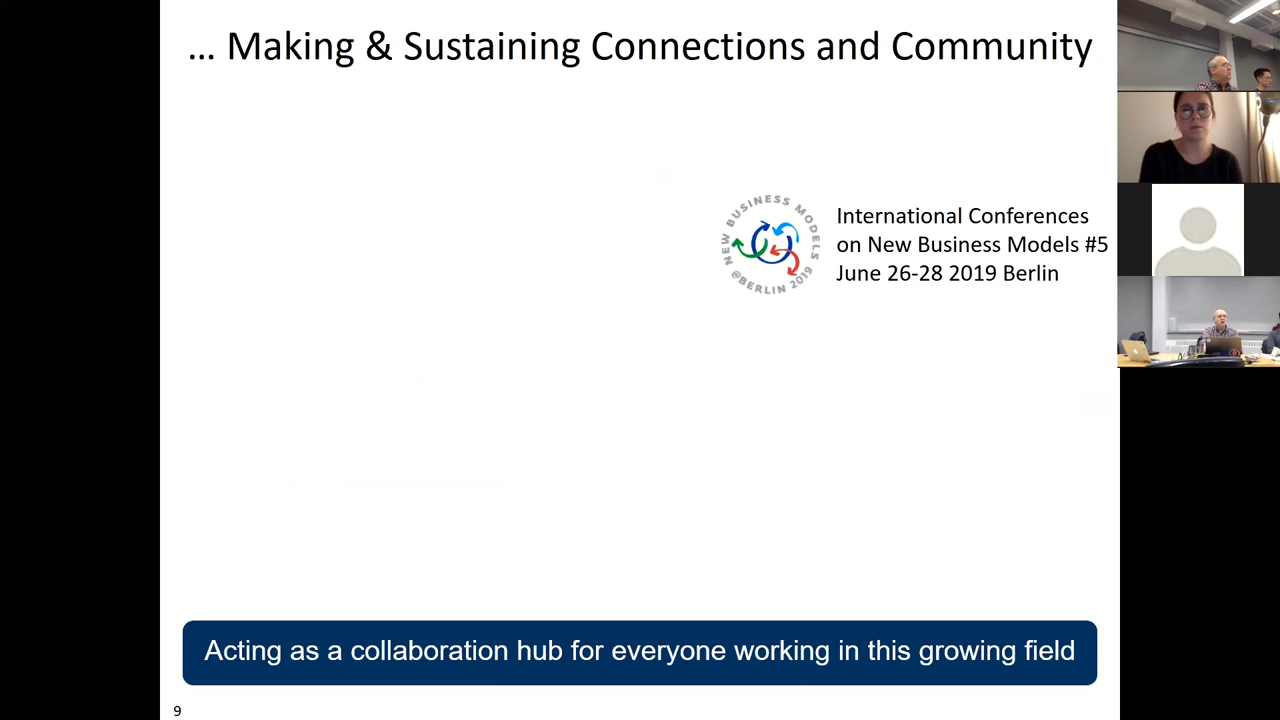 … Making & Sustaining Connections and Community
NEW BUSINESS MODELS
@BERLIN 2019
International Conferences
on New Business Models #5
June 26-28 2019 Berlin
Acting as a collaboration hub for everyone working in this growing field
9